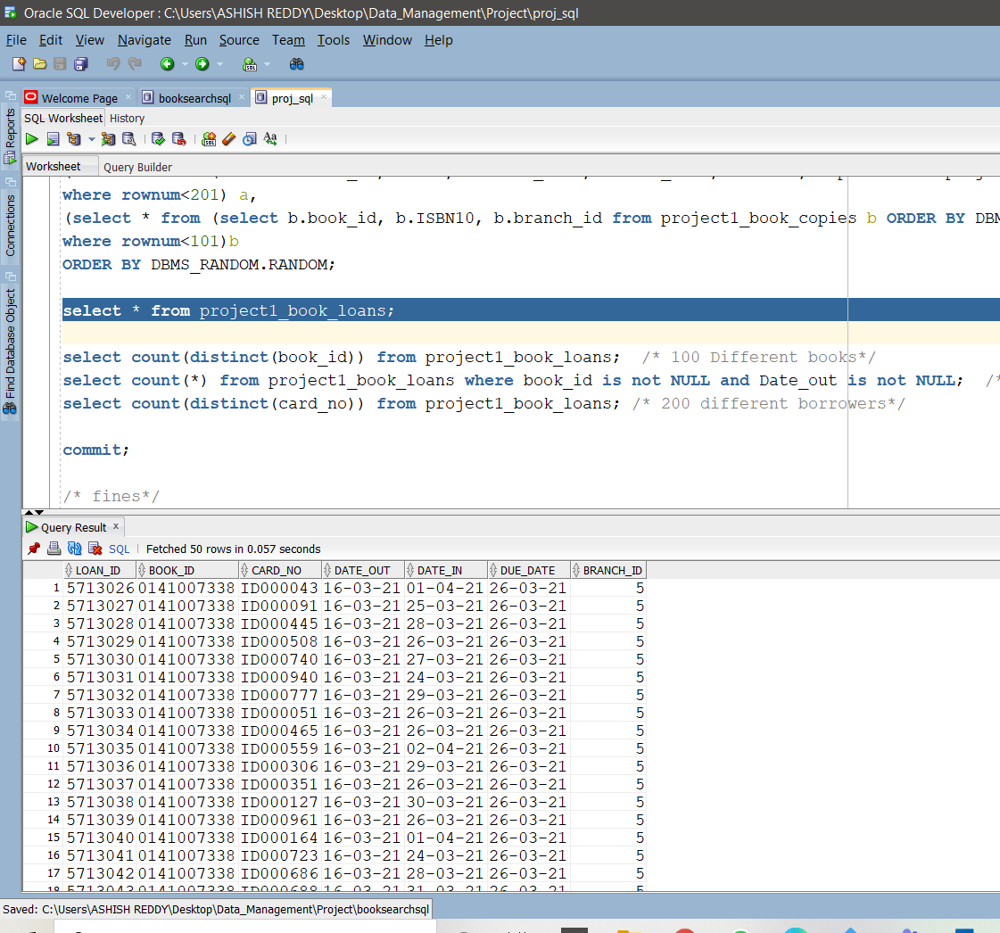 Oracle SQL Developer : C:\Users\ASHISH REDDY\Desktop\Data_Management\Project\proj_sql
File Edit View Navigate Run Source Team Tools Window Help
Welcome Page booksearchsql proj_sql
SQL Worksheet History
Worksheet Query Builder
Reports
Connections
Find Database Object
where rownum<201) a,
(select * from (select b.book_id, b.ISBN10, b.branch_id from project1_book_copies b ORDER BY DBM
where rownum<101)b
ORDER BY DBMS_RANDOM.RANDOM;
select * from project1_book_loans;
select count(distinct(book_id)) from project1_book_loans; /* 100 Different books*/
select count(*) from project1_book_loans where book_id is not NULL and Date_out is not NULL; /*
select count(distinct(card_no)) from project1_book_loans; /* 200 different borrowers*/
commit;
/* fines*/
Query Result
SQL Fetched 50 rows in 0.057 seconds
LOAN_ID BOOK_ID CARD_NO DATE_OUT DATE_IN DUE_DATE BRANCH_ID
1 5713026 0141007338 ID000043 16-03-21 01-04-21 26-03-21 5
2 5713027 0141007338 ID000091 16-03-21 25-03-21 26-03-21 5
3 5713028 0141007338 ID000445 16-03-21 28-03-21 26-03-21 5
4 5713029 0141007338 ID000508 16-03-21 26-03-21 26-03-21 5
5 5713030 0141007338 ID000740 16-03-21 27-03-21 26-03-21 5
6 5713031 0141007338 ID000940 16-03-21 24-03-21 26-03-21 5
7 5713032 0141007338 ID000777 16-03-21 29-03-21 26-03-21 5
8 5713033 0141007338 ID000051 16-03-21 26-03-21 26-03-21 5
9 5713034 0141007338 ID000465 16-03-21 26-03-21 26-03-21 5
10 5713035 0141007338 ID000559 16-03-21 02-04-21 26-03-21 5
11 5713036 0141007338 ID000306 16-03-21 29-03-21 26-03-21 5
12 5713037 0141007338 ID000351 16-03-21 26-03-21 26-03-21 5
13 5713038 0141007338 ID000127 16-03-21 30-03-21 26-03-21 5
14 5713039 0141007338 ID000961 16-03-21 26-03-21 26-03-21 5
15 5713040 0141007338 ID000164 16-03-21 01-04-21 26-03-21 5
16 5713041 0141007338 ID000723 16-03-21 24-03-21 26-03-21 5
17 5713042 0141007338 ID000686 16-03-21 28-03-21 26-03-21 5
18 5713043 0141007338 ID000688 16-03-21 31-03-21 26-03-21 5
Saved: C:\Users\ASHISH REDDY\Desktop\Data_Management\Project\booksearchsql